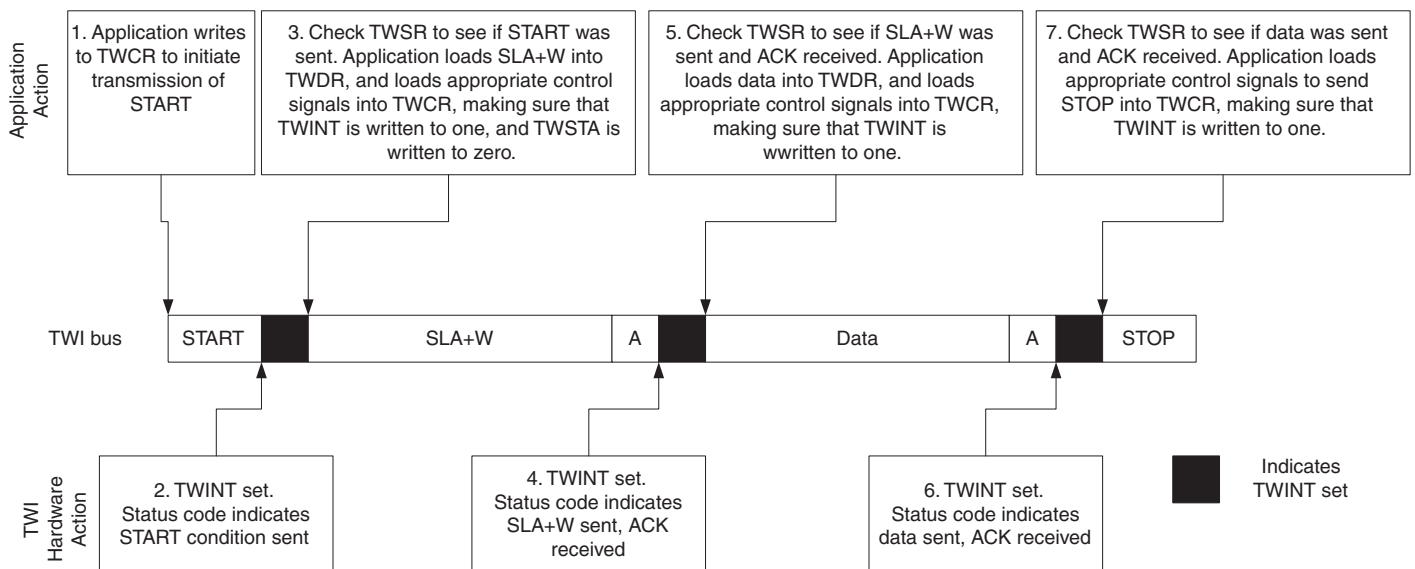 Application
Action
1. Application writes
to TWCR to initiate
transmission of
START
3. Check TWSR to see if START was
sent. Application loads SLA+W into
TWDR, and loads appropriate control
signals into TWCR, making sure that
TWINT is written to one, and TWSTA is
written to zero.
5. Check TWSR to see if SLA+W was
sent and ACK received. Application
loads data into TWDR, and loads
appropriate control signals into TWCR,
making sure that TWINT is
wwritten to one.
7. Check TWSR to see if data was sent
and ACK received. Application loads
appropriate control signals to send
STOP into TWCR, making sure that
TWINT is written to one.
TWI bus
START
SLA+W
A
Data
A
STOP
TWI
Hardware
Action
2. TWINT set.
Status code indicates
START condition sent
4. TWINT set.
Status code indicates
SLA+W sent, ACK
received
6. TWINT set.
Status code indicates
data sent, ACK received
Indicates
TWINT set